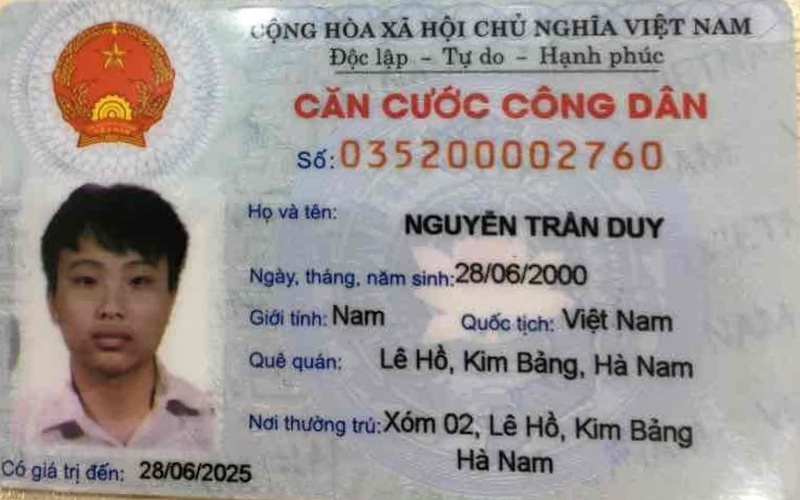 CỘNG HÒA XÃ HỘI CHỦ NGHĨA VIỆT NAM
Độc lập - Tự do - Hạnh phúc
CĂN CƯỚC CÔNG DÂN
Số: 035200002760
Họ và tên: NGUYỄN TRẦN DUY
Ngày, tháng, năm sinh: 28/06/2000
Giới tính: Nam Quốc tịch: Việt Nam
Quê quán: Lê Hồ, Kim Bảng, Hà Nam
Nơi thường trú: Xóm 02, Lê Hồ, Kim Bảng
Hà Nam
Có giá trị đến: 28/06/2025